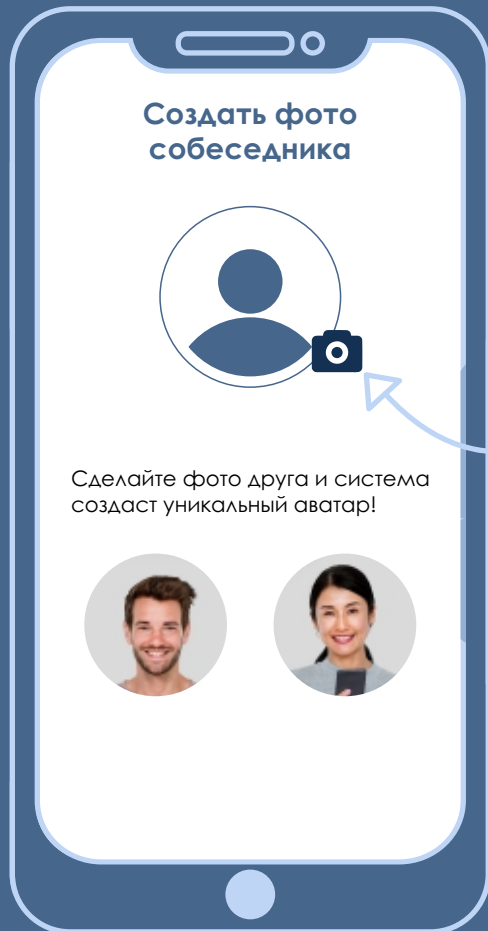 Создать фото
собеседника
Сделайте фото друга и система
создаст уникальный аватар!